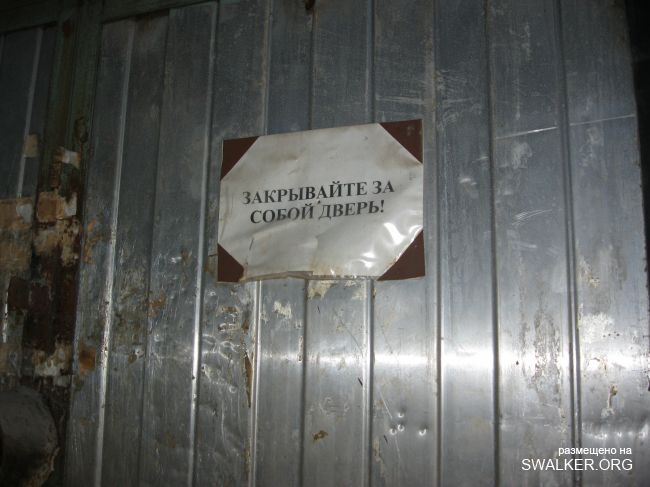 ЗАКРЫВАЙТЕ ЗА
СОБОЙ ДВЕРЬ!
размещено на
SWALKER.ORG